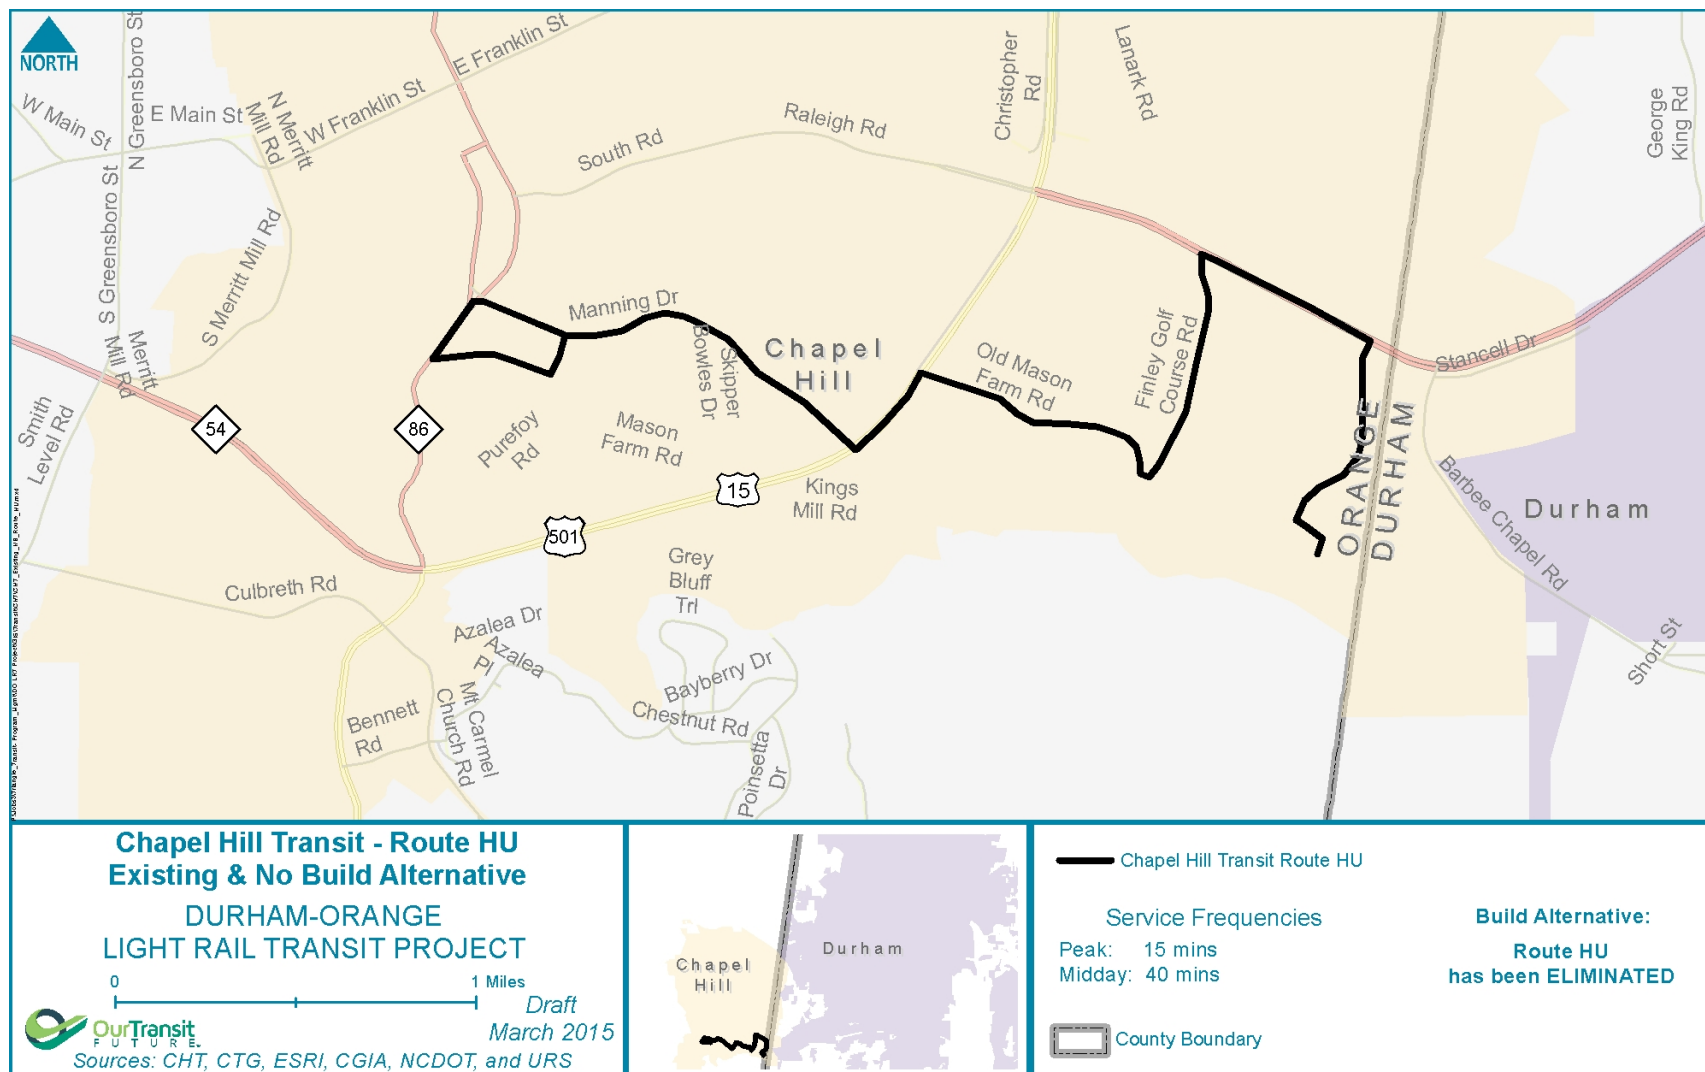 NORTH
W Main St
N Greensboro St
E Main St
N Merritt
Mill Rd
W Franklin St
E Franklin St
South Rd
Raleigh Rd
Christopher
Rd
Lanark Rd
George
King Rd
S Greensboro St
S Merritt Mill Rd
Merritt
Mill Rd
Smith
Level Rd
54
86
Manning Dr
Skipper
Bowles Dr
Chapel
Hill
Old Mason
Farm Rd
Finley Golf
Course Rd
Stancell Dr
Purefoy
Rd
Mason
Farm Rd
15
501
Kings
Mill Rd
ORANGE
DURHAM
Durham
Barbee Chapel Rd
Short St
Culbreth Rd
Grey
Bluff
Trl
Azalea Dr
Azalea
Pl
Bayberry Dr
Chestnut Rd
Poinsetta
Dr
Mt Carmel
Church Rd
Bennett
Rd
Chapel Hill Transit - Route HU
Existing & No Build Alternative
DURHAM-ORANGE
LIGHT RAIL TRANSIT PROJECT
0 1 Miles
Draft
March 2015
OurTransit
FUTURE
Sources: CHT, CTG, ESRI, CGIA, NCDOT, and URS
Chapel
Hill
Durham
Chapel Hill Transit Route HU
Service Frequencies
Peak: 15 mins
Midday: 40 mins
Build Alternative:
Route HU
has been ELIMINATED
County Boundary